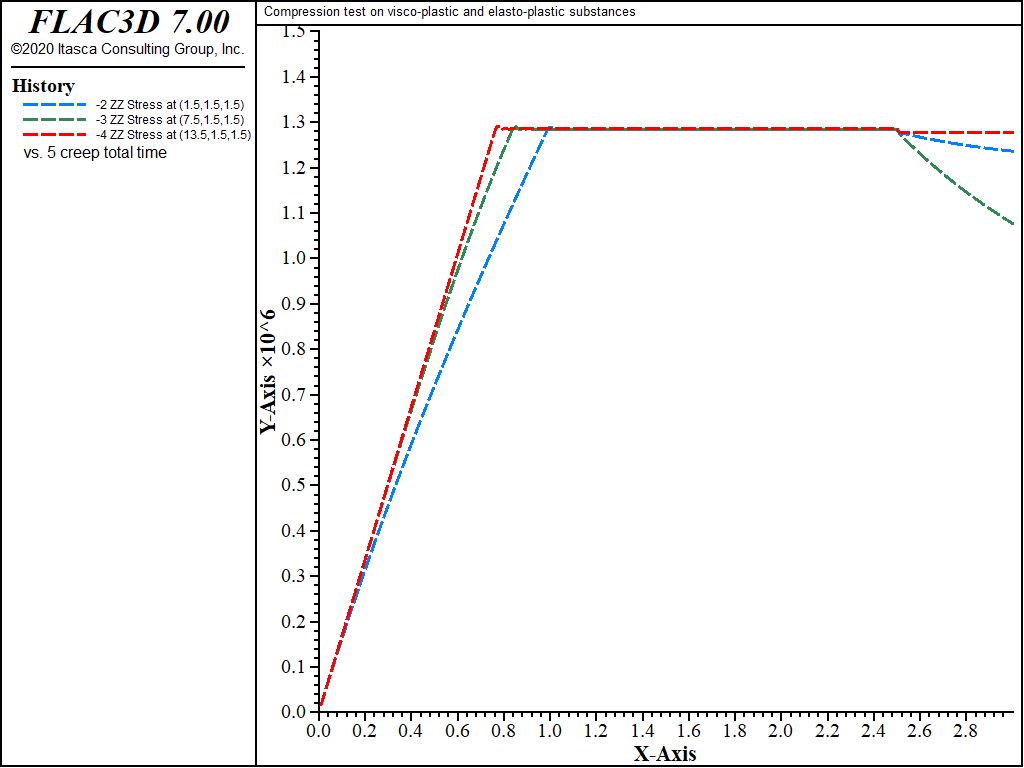 FLAC3D 7.00
©2020 Itasca Consulting Group, Inc.
History
-2 ZZ Stress at (1.5,1.5,1.5)
-3 ZZ Stress at (7.5,1.5,1.5)
-4 ZZ Stress at (13.5,1.5,1.5)
vs. 5 creep total time
Compression test on visco-plastic and elasto-plastic substances
1.5
1.4
1.3
1.2
1.1
1.0
0.9
0.8
0.7
0.6
0.5
0.4
0.3
0.2
0.1
0.0
Y-Axis ×10^6
0.0 0.2 0.4 0.6 0.8 1.0 1.2 1.4 1.6 1.8 2.0 2.2 2.4 2.6 2.8
X-Axis